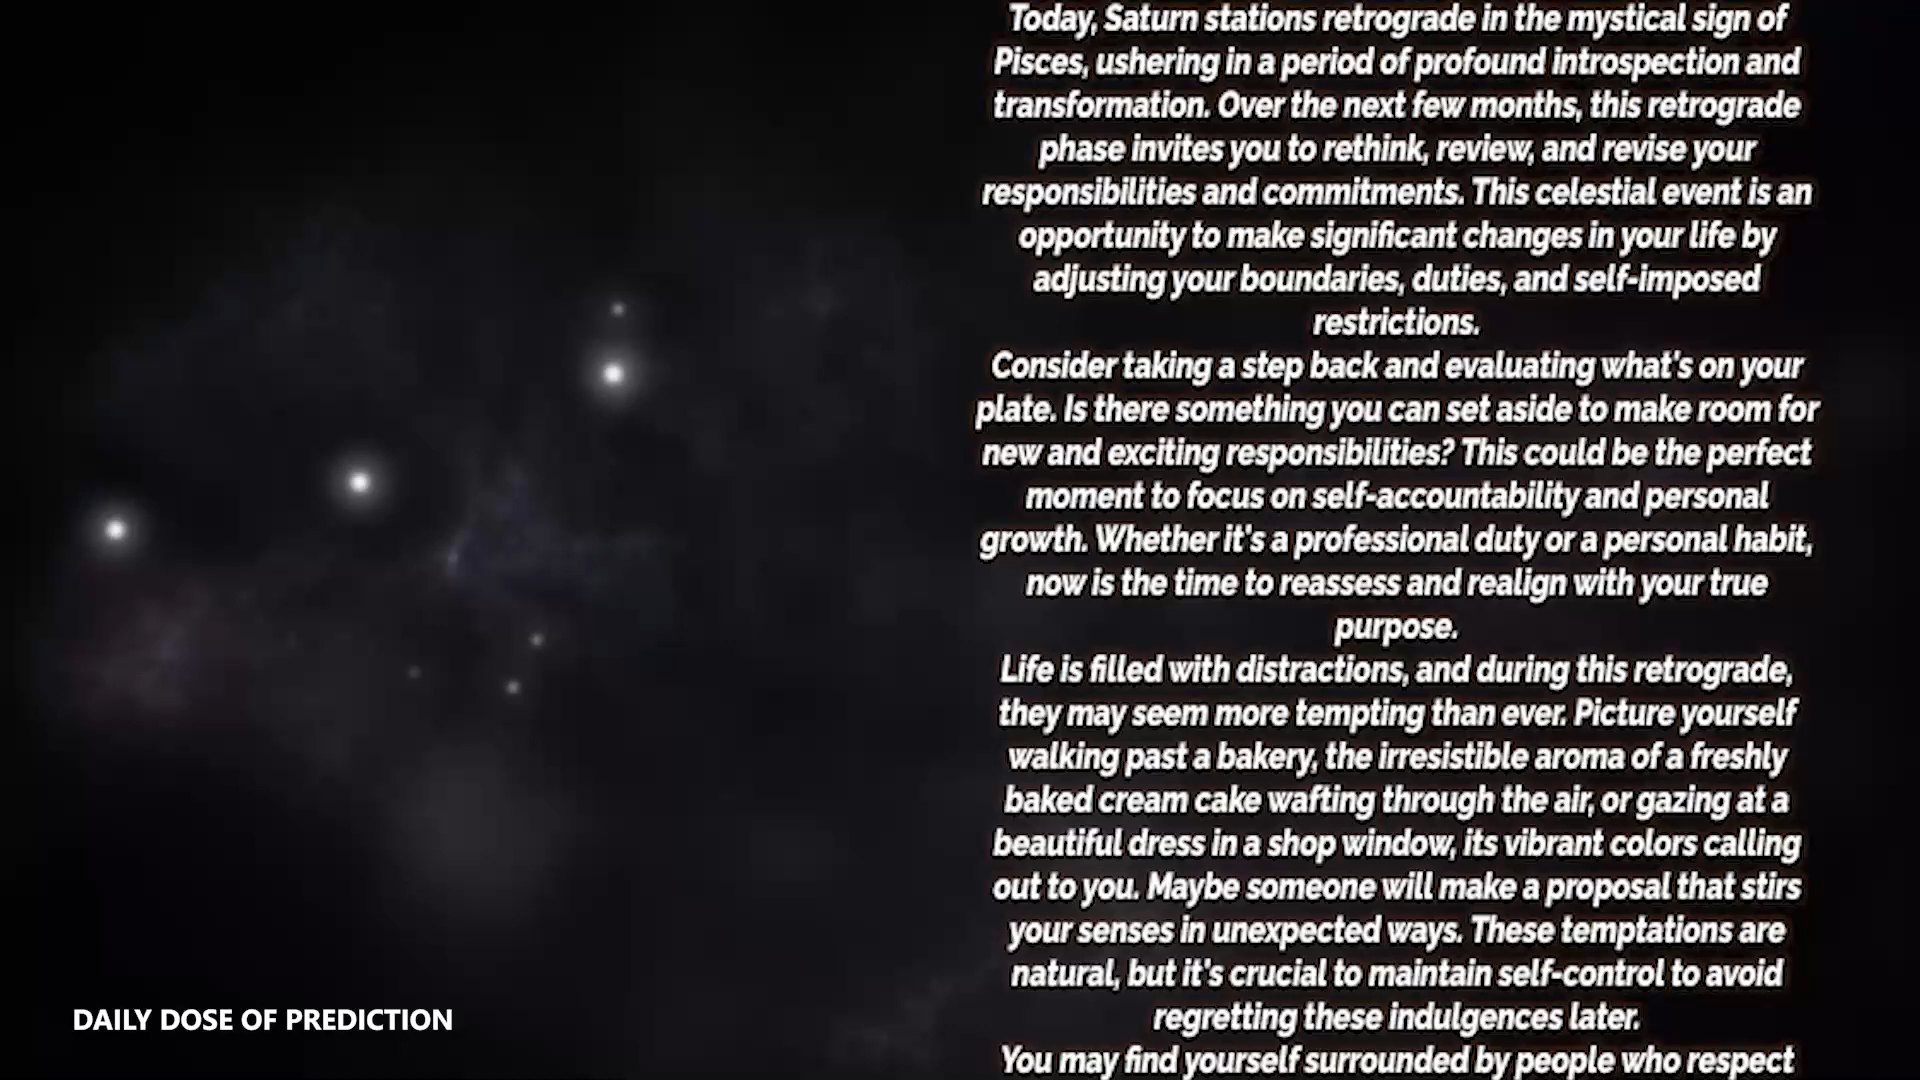 Today, Saturn stations retrograde in the mystical sign of
Pisces, ushering in a period of profound introspection and
transformation. Over the next few months, this retrograde
phase invites you to rethink, review, and revise your
responsibilities and commitments. This celestial event is an
opportunity to make significant changes in your life by
adjusting your boundaries, duties, and self-imposed
restrictions.
Consider taking a step back and evaluating what's on your
plate. Is there something you can set aside to make room for
new and exciting responsibilities? This could be the perfect
moment to focus on self-accountability and personal
growth. Whether it's a professional duty or a personal habit,
now is the time to reassess and realign with your true
purpose.
Life is filled with distractions, and during this retrograde,
they may seem more tempting than ever. Picture yourself
walking past a bakery, the irresistible aroma of a freshly
baked cream cake wafting through the air, or gazing at a
beautiful dress in a shop window, its vibrant colors calling
out to you. Maybe someone will make a proposal that stirs
your senses in unexpected ways. These temptations are
natural, but it's crucial to maintain self-control to avoid
regretting these indulgences later.
You may find yourself surrounded by people who respect
DAILY DOSE OF PREDICTION